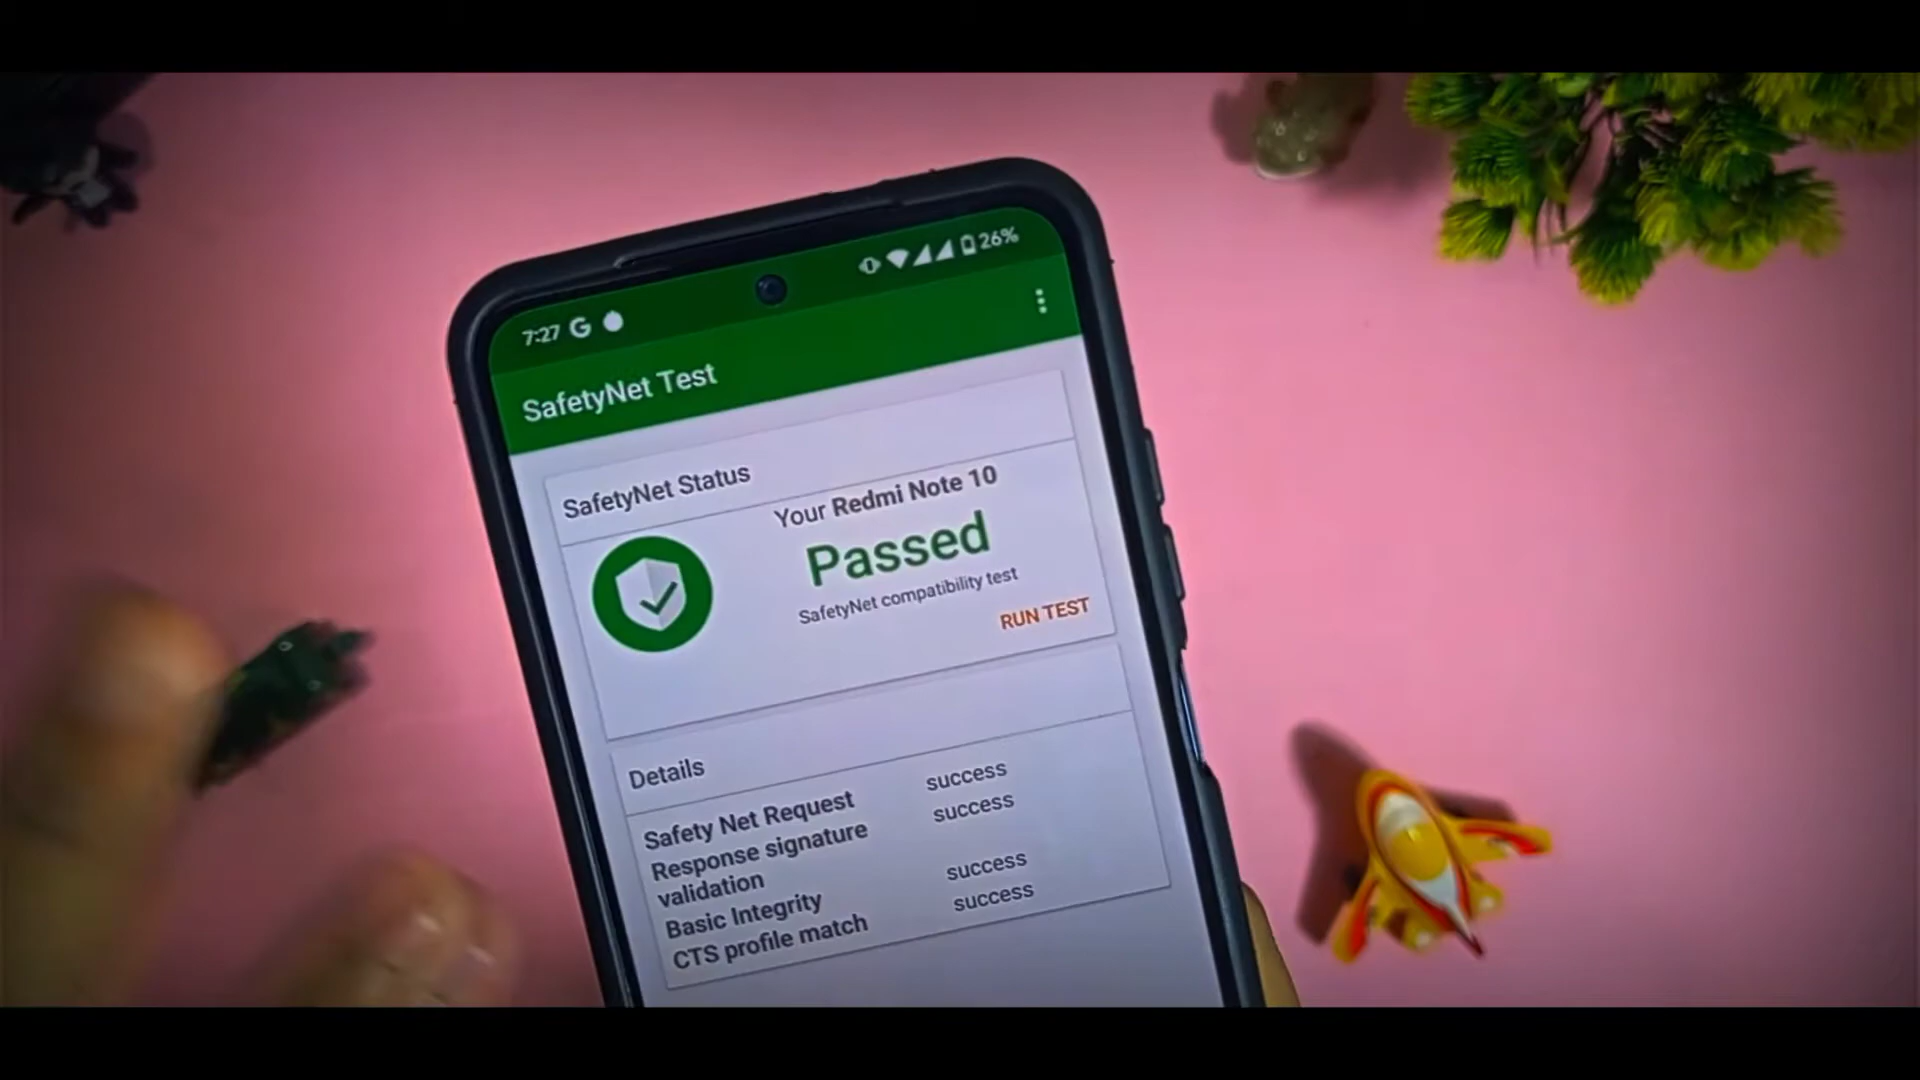 7:27 G 26%
SafetyNet Test
SafetyNet Status
Your Redmi Note 10
Passed
SafetyNet compatibility test
RUN TEST
Details
Safety Net Request success
Response signature success
validation
Basic Integrity success
CTS profile match success